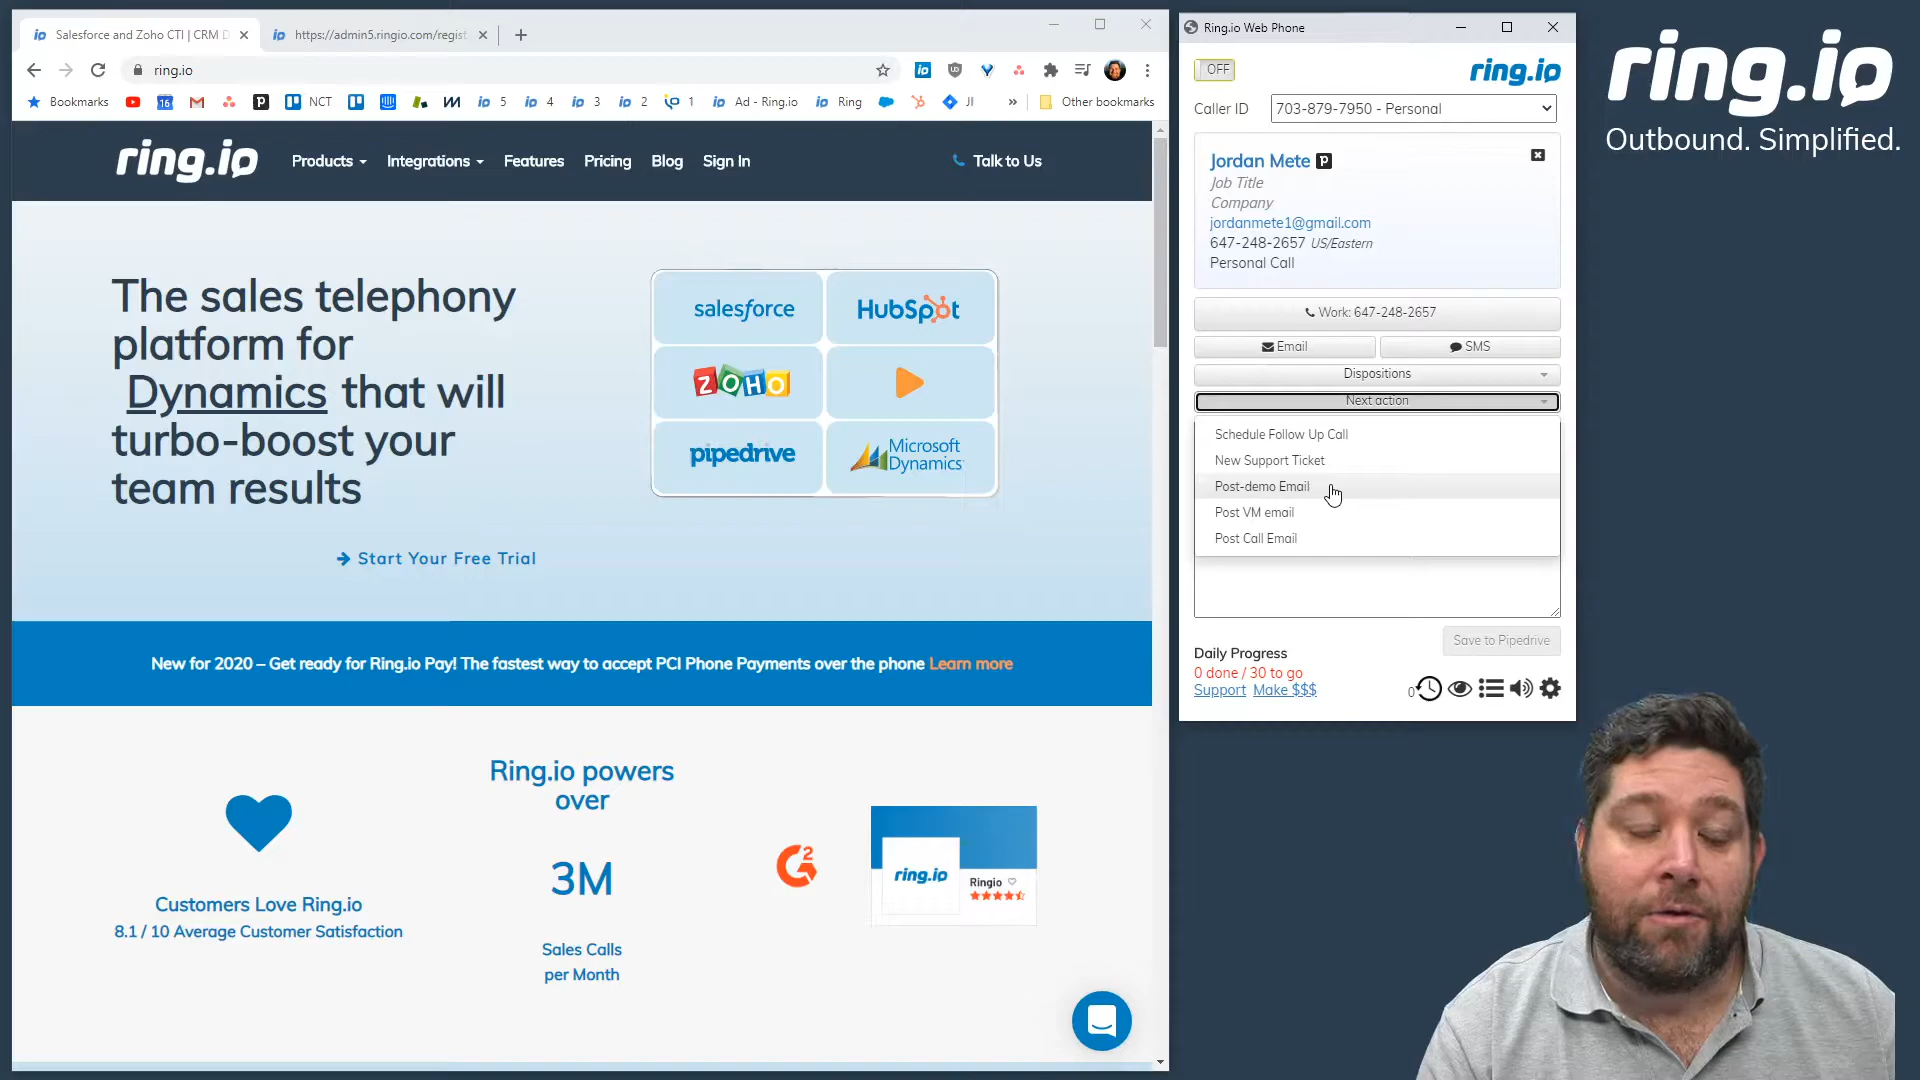 Salesforce and Zoho CTI | CRM D
https://admin5.ringio.com/regist
ring.io
Bookmarks
16
NCT
5
4
3
2
1
Ad - Ring.io
Ring
JI
Other bookmarks
ring.io
Products
Integrations
Features
Pricing
Blog
Sign In
Talk to Us
The sales telephony
platform for
Dynamics that will
turbo-boost your
team results
Start Your Free Trial
salesforce
HubSpot
ZOHO
pipedrive
Microsoft
Dynamics
New for 2020 – Get ready for Ring.io Pay! The fastest way to accept PCI Phone Payments over the phone Learn more
Customers Love Ring.io
8.1 / 10 Average Customer Satisfaction
Ring.io powers
over
3M
Sales Calls
per Month
G2
ring.io
Ringio
Ring.io Web Phone
OFF
ring.io
Caller ID
703-879-7950 - Personal
Jordan Mete
Job Title
Company
jordanmete1@gmail.com
647-248-2657 US/Eastern
Personal Call
Work: 647-248-2657
Email
SMS
Dispositions
Next action
Schedule Follow Up Call
New Support Ticket
Post-demo Email
Post VM email
Post Call Email
Save to Pipedrive
Daily Progress
0 done / 30 to go
Support Make $$$
0
ring.io
Outbound. Simplified.